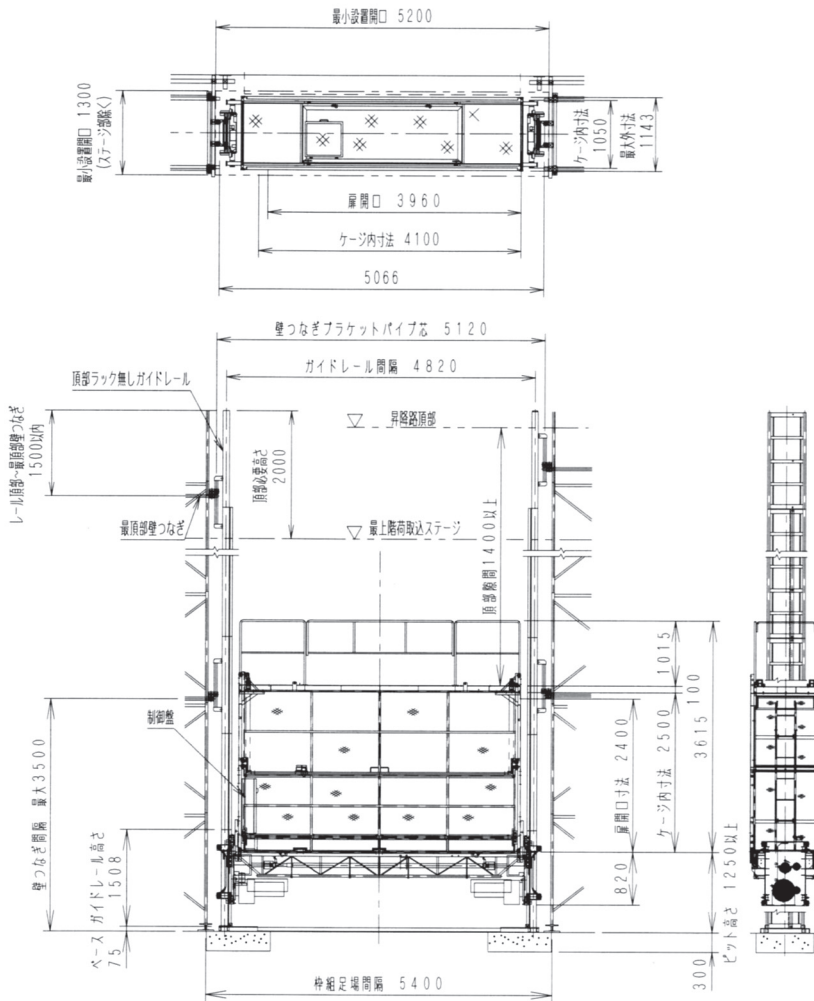 最小設置開口 5200
最小設置開口 1300
(ステージ部除く)
ケージ内寸法
1050
最大外寸法
1143
扉開口 3960
ケージ内寸法 4100
5066
壁つなぎブラケットパイプ芯 5120
ガイドレール間隔 4820
頂部ラック無しガイドレール
レール頂部~最頂部壁つなぎ
1500以内
最頂部壁つなぎ
頂部必要高さ
2000
昇降路頂部
最上階荷取込ステージ
頂部隙間1400以上
制御盤
壁つなぎ間隔 最大3500
ベースガイドレール高さ
1508
75
1015
100
扉開口寸法 2400
ケージ内寸法 2500
3615
820
ピット高さ 1250以上
300
枠組足場間隔 5400